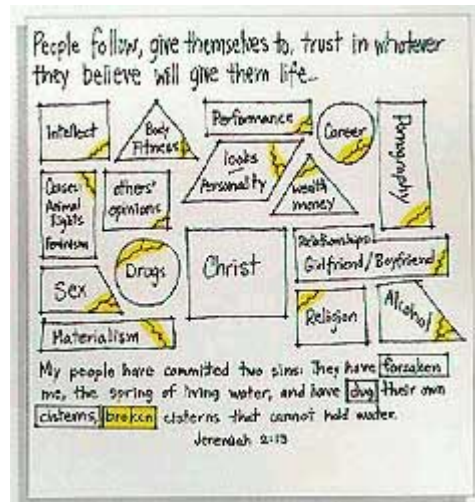 People follow, give themselves to, trust in whatever
they believe will give them life...
Intellect
Body
Fitness
Performance
Career
Pornography
looks
Personality
wealth
money
Causes:
Animal
Rights
Feminism
others'
opinions
Drugs
Christ
Relationships
Girlfriend/Boyfriend
Sex
Religion
Alcohol
Materialism
My people have committed two sins: They have forsaken
me, the spring of living water, and have dug their own
cisterns, broken cisterns that cannot hold water.
Jeremiah 2:13